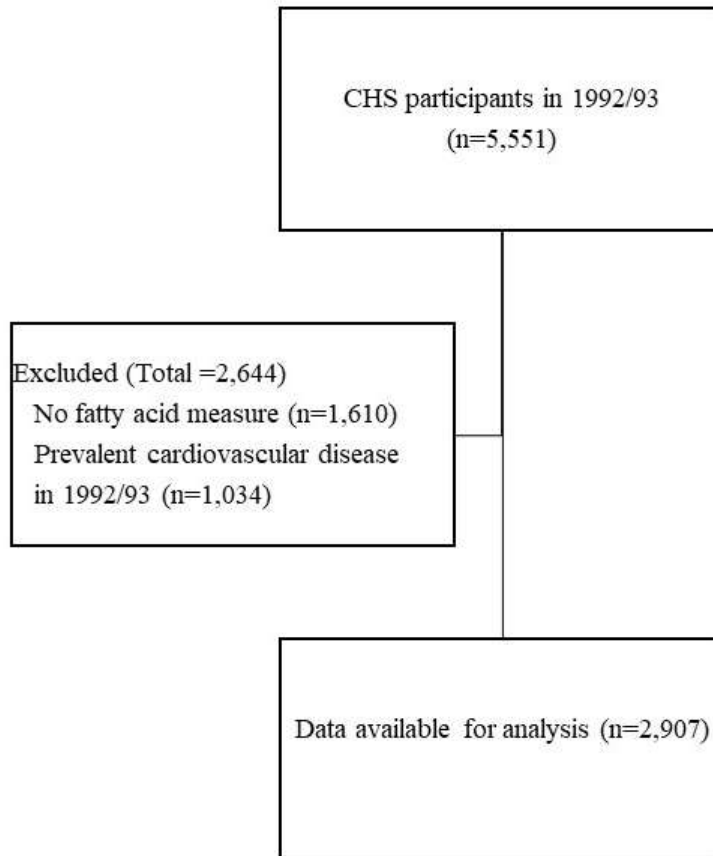 CHS participants in 1992/93
(n=5,551)
Excluded (Total =2,644)
No fatty acid measure (n=1,610)
Prevalent cardiovascular disease
in 1992/93 (n=1,034)
Data available for analysis (n=2,907)